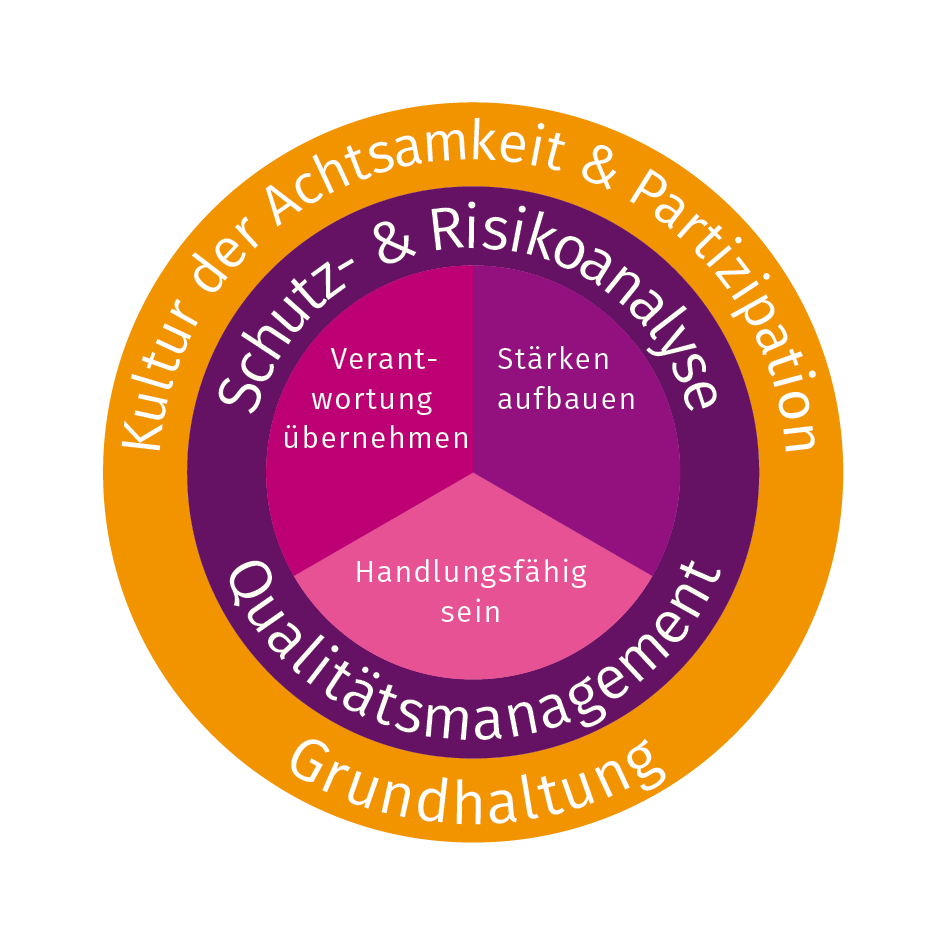 Kultur der Achtsamkeit & Partizipation
Schutz- & Risikoanalyse
Verant-
wortung
übernehmen
Stärken
aufbauen
Handlungsfähig
sein
Qualitätsmanagement
Grundhaltung